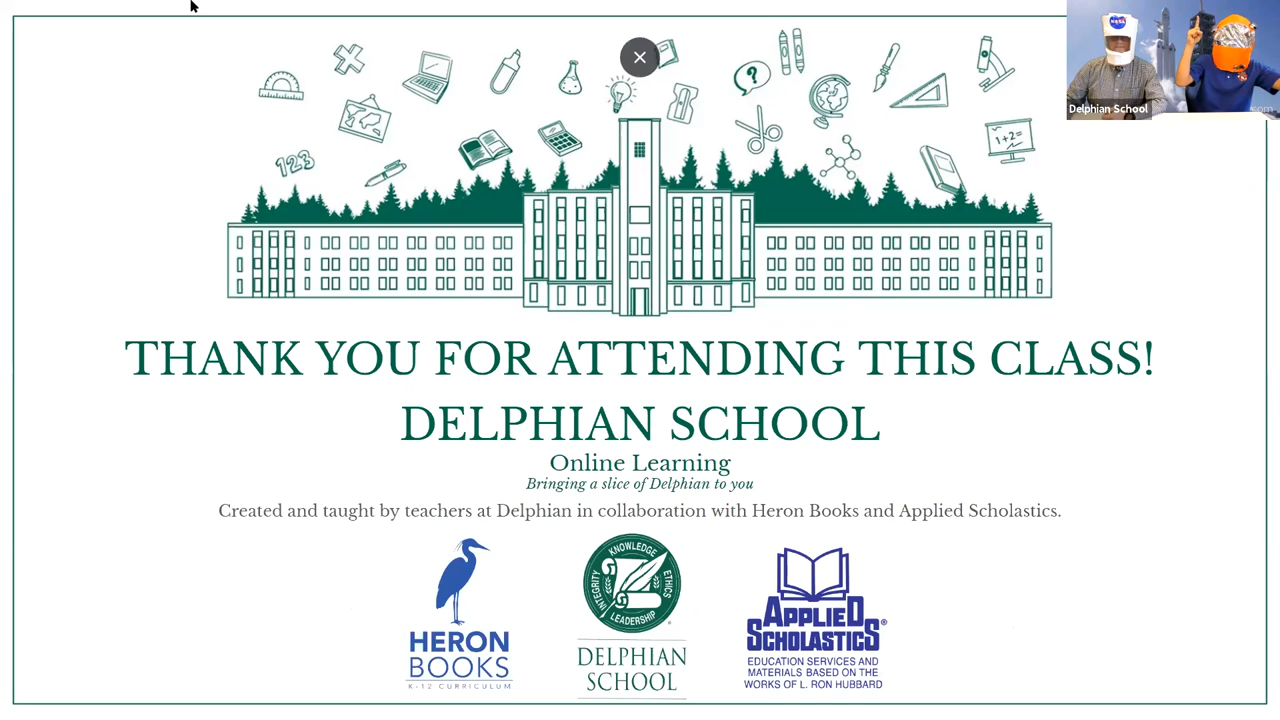 NASA
Delphian School
.com
123
?
1+2=
THANK YOU FOR ATTENDING THIS CLASS!
DELPHIAN SCHOOL
Online Learning
Bringing a slice of Delphian to you
Created and taught by teachers at Delphian in collaboration with Heron Books and Applied Scholastics.
HERON
BOOKS
K-12 CURRICULUM
KNOWLEDGE
INTEGRITY
ETHICS
LEADERSHIP
DELPHIAN
SCHOOL
APPLIED
SCHOLASTICS®
EDUCATION SERVICES AND
MATERIALS BASED ON THE
WORKS OF L. RON HUBBARD